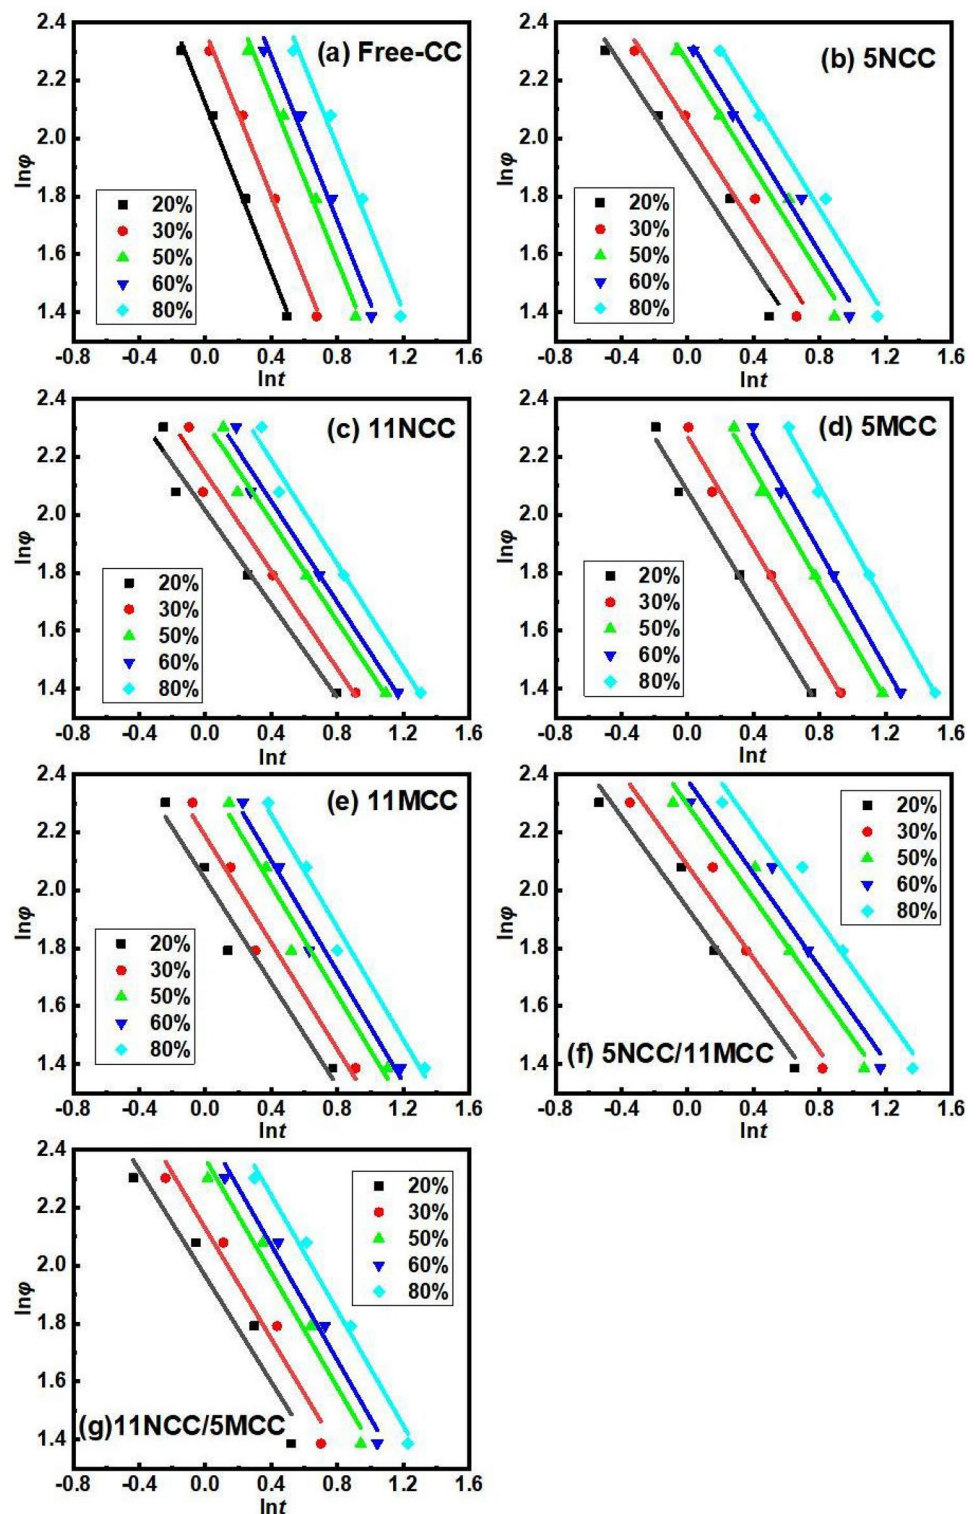 2.4
2.2
2.0
1.8
1.6
1.4
lnφ
(a) Free-CC
20%
30%
50%
60%
80%
-0.8 -0.4 0.0 0.4 0.8 1.2 1.6
lnt
2.4
2.2
2.0
1.8
1.6
1.4
lnφ
(b) 5NCC
20%
30%
50%
60%
80%
-0.8 -0.4 0.0 0.4 0.8 1.2 1.6
lnt
2.4
2.2
2.0
1.8
1.6
1.4
lnφ
(c) 11NCC
20%
30%
50%
60%
80%
-0.8 -0.4 0.0 0.4 0.8 1.2 1.6
lnt
2.4
2.2
2.0
1.8
1.6
1.4
lnφ
(d) 5MCC
20%
30%
50%
60%
80%
-0.8 -0.4 0.0 0.4 0.8 1.2 1.6
lnt
2.4
2.2
2.0
1.8
1.6
1.4
lnφ
(e) 11MCC
20%
30%
50%
60%
80%
-0.8 -0.4 0.0 0.4 0.8 1.2 1.6
lnt
2.4
2.2
2.0
1.8
1.6
1.4
lnφ
20%
30%
50%
60%
80%
(f) 5NCC/11MCC
-0.8 -0.4 0.0 0.4 0.8 1.2 1.6
lnt
2.4
2.2
2.0
1.8
1.6
1.4
lnφ
20%
30%
50%
60%
80%
(g)11NCC/5MCC
-0.8 -0.4 0.0 0.4 0.8 1.2 1.6
lnt